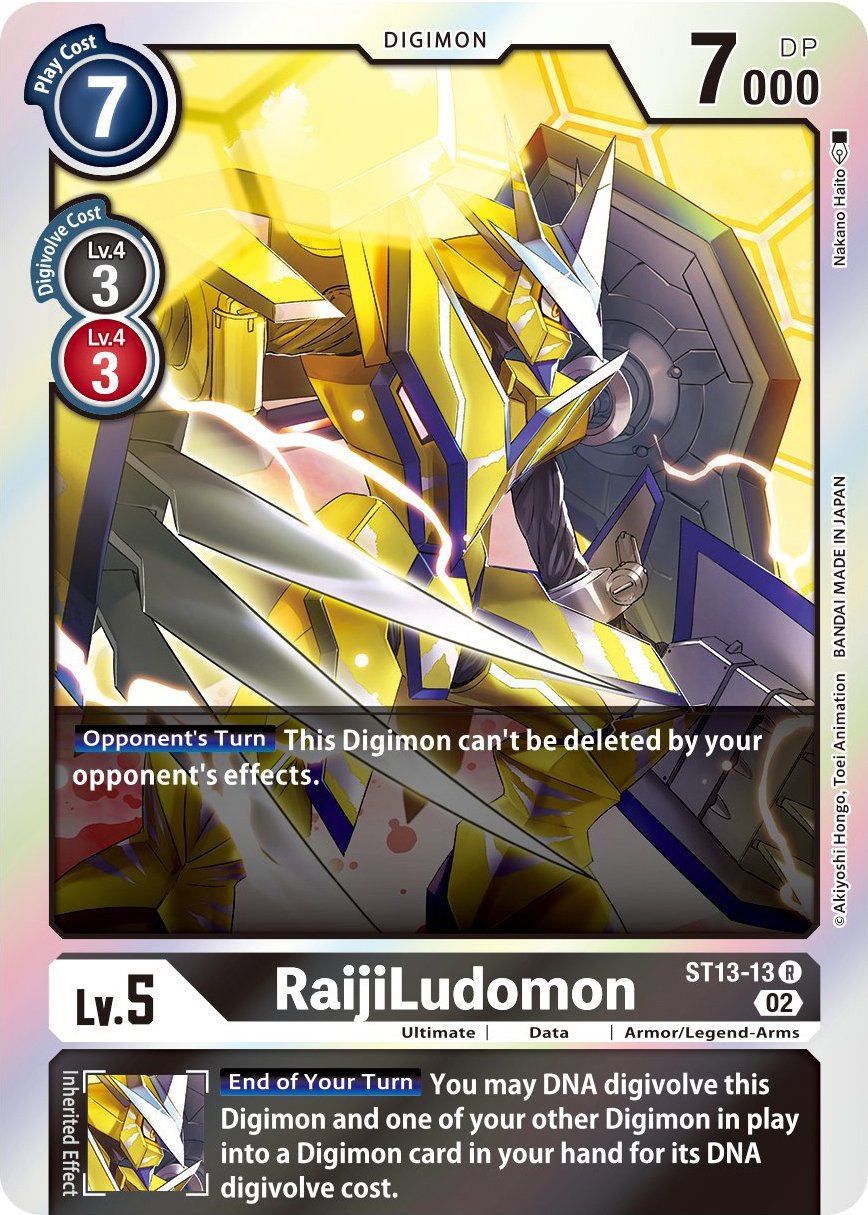 DIGIMON
Play Cost
7
7000
DP
Digivolve Cost
Lv.4
3
Lv.4
3
Nakano Haito
BANDAI MADE IN JAPAN
©Akiyoshi Hongo, Toei Animation
Opponent's Turn This Digimon can't be deleted by your
opponent's effects.
Lv.5
RaijiLudomon
ST13-13 R
02
Ultimate | Data | Armor/Legend-Arms
Inherited Effect
End of Your Turn You may DNA digivolve this
Digimon and one of your other Digimon in play
into a Digimon card in your hand for its DNA
digivolve cost.